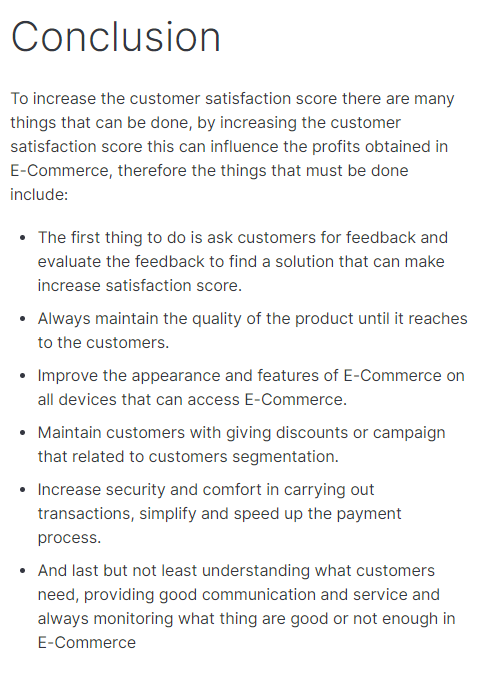 Conclusion
To increase the customer satisfaction score there are many
things that can be done, by increasing the customer
satisfaction score this can influence the profits obtained in
E-Commerce, therefore the things that must be done
include:
• The first thing to do is ask customers for feedback and
evaluate the feedback to find a solution that can make
increase satisfaction score.
• Always maintain the quality of the product until it reaches
to the customers.
• Improve the appearance and features of E-Commerce on
all devices that can access E-Commerce.
• Maintain customers with giving discounts or campaign
that related to customers segmentation.
• Increase security and comfort in carrying out
transactions, simplify and speed up the payment
process.
• And last but not least understanding what customers
need, providing good communication and service and
always monitoring what thing are good or not enough in
E-Commerce